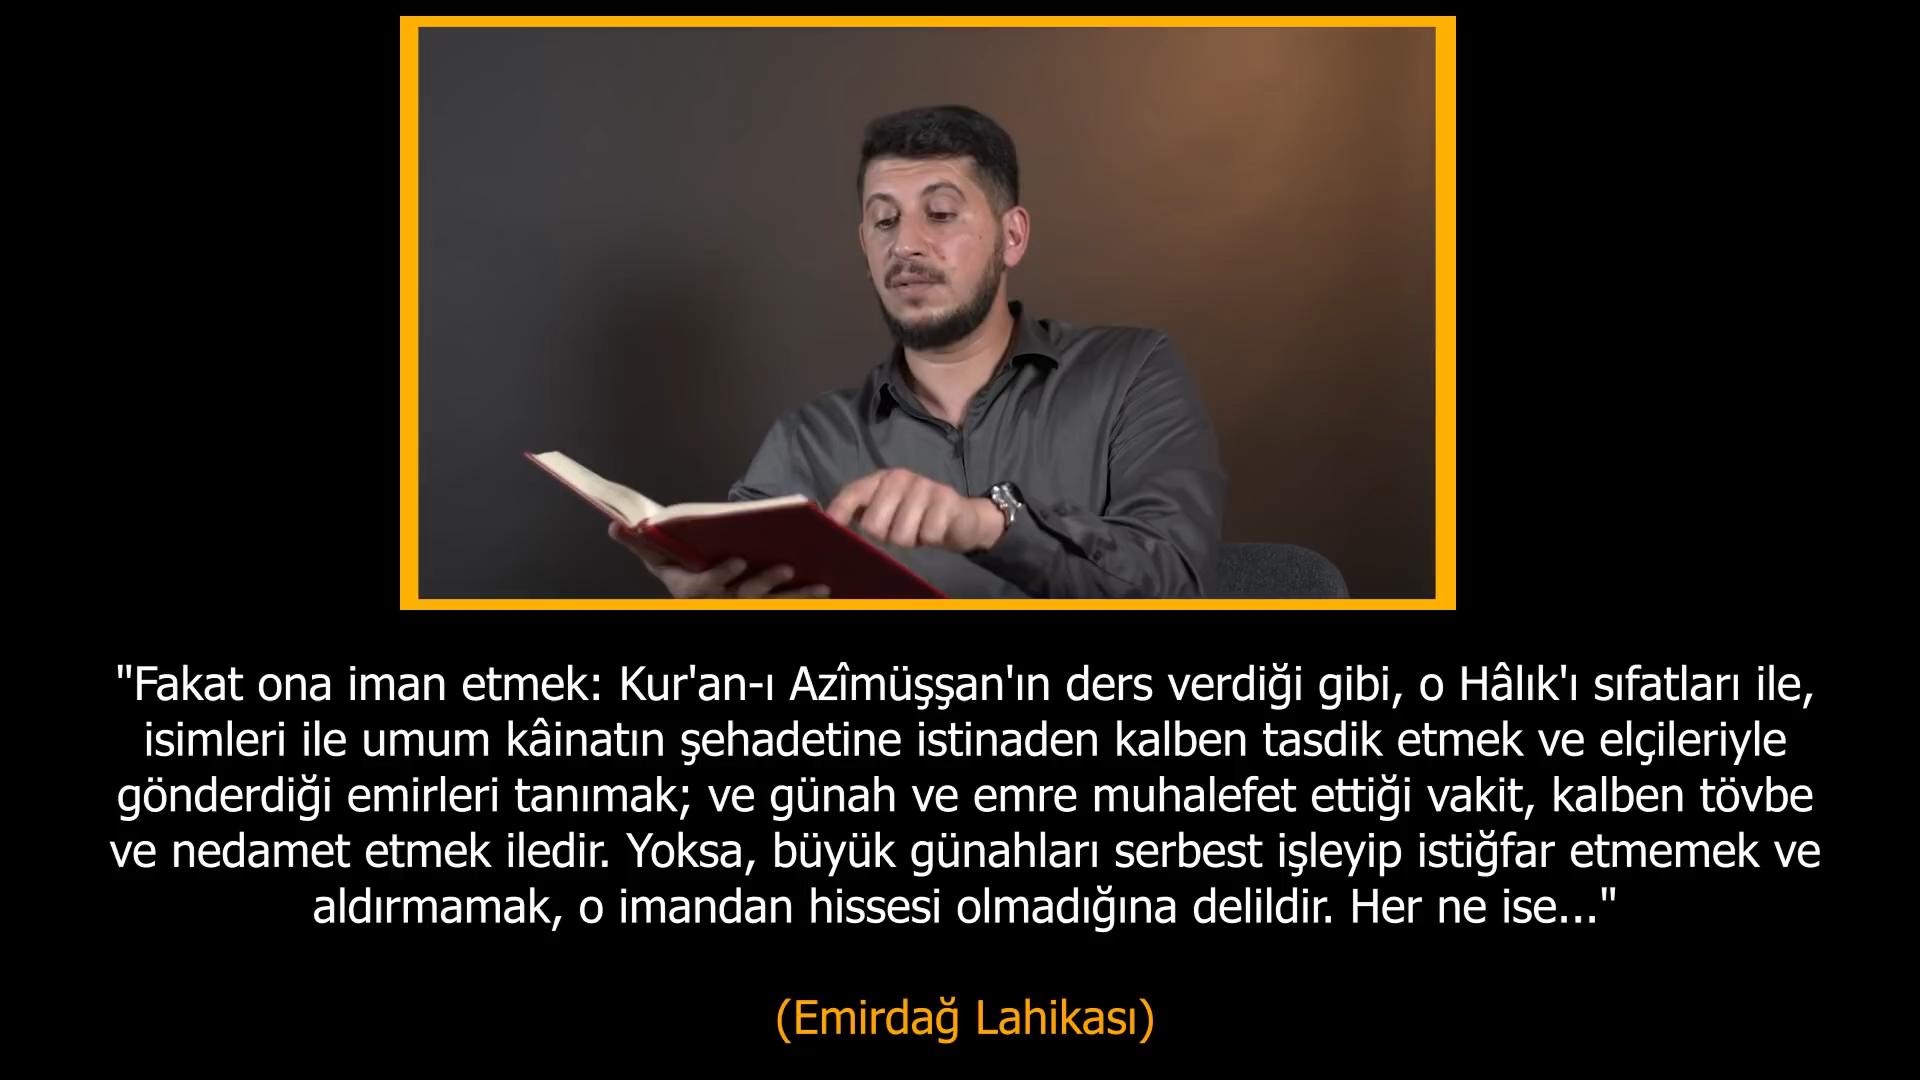 "Fakat ona iman etmek: Kur'an-ı Azîmüşşan'ın ders verdiği gibi, o Hâlık'ı sıfatları ile,
isimleri ile umum kâinatın şehadetine istinaden kalben tasdik etmek ve elçileriyle
gönderdiği emirleri tanımak; ve günah ve emre muhalefet ettiği vakit, kalben tövbe
ve nedamet etmek iledir. Yoksa, büyük günahları serbest işleyip istiğfar etmemek ve
aldırmamak, o imandan hissesi olmadığına delildir. Her ne ise..."
(Emirdağ Lahikası)